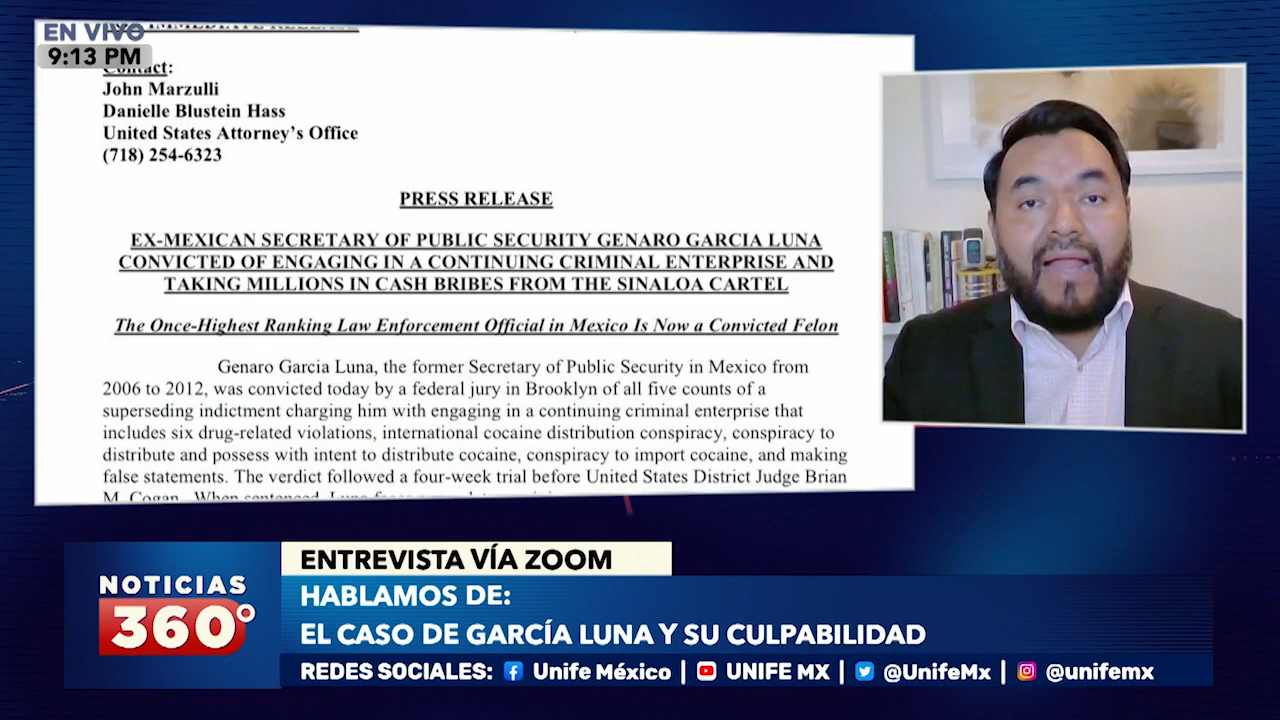 EN VIVO
9:13 PM
IMMEDIATE RELEASE
Contact:
John Marzulli
Danielle Blustein Hass
United States Attorney's Office
(718) 254-6323
PRESS RELEASE
EX-MEXICAN SECRETARY OF PUBLIC SECURITY GENARO GARCIA LUNA
CONVICTED OF ENGAGING IN A CONTINUING CRIMINAL ENTERPRISE AND
TAKING MILLIONS IN CASH BRIBES FROM THE SINALOA CARTEL
The Once-Highest Ranking Law Enforcement Official in Mexico Is Now a Convicted Felon
Genaro Garcia Luna, the former Secretary of Public Security in Mexico from
2006 to 2012, was convicted today by a federal jury in Brooklyn of all five counts of a
superseding indictment charging him with engaging in a continuing criminal enterprise that
includes six drug-related violations, international cocaine distribution conspiracy, conspiracy to
distribute and possess with intent to distribute cocaine, conspiracy to import cocaine, and making
false statements. The verdict followed a four-week trial before United States District Judge Brian
M. Cogan. When sentenced, Luna faces
NOTICIAS
360°
ENTREVISTA VÍA ZOOM
HABLAMOS DE:
EL CASO DE GARCÍA LUNA Y SU CULPABILIDAD
REDES SOCIALES: Unife México | UNIFE MX | @UnifeMx | @unifemx